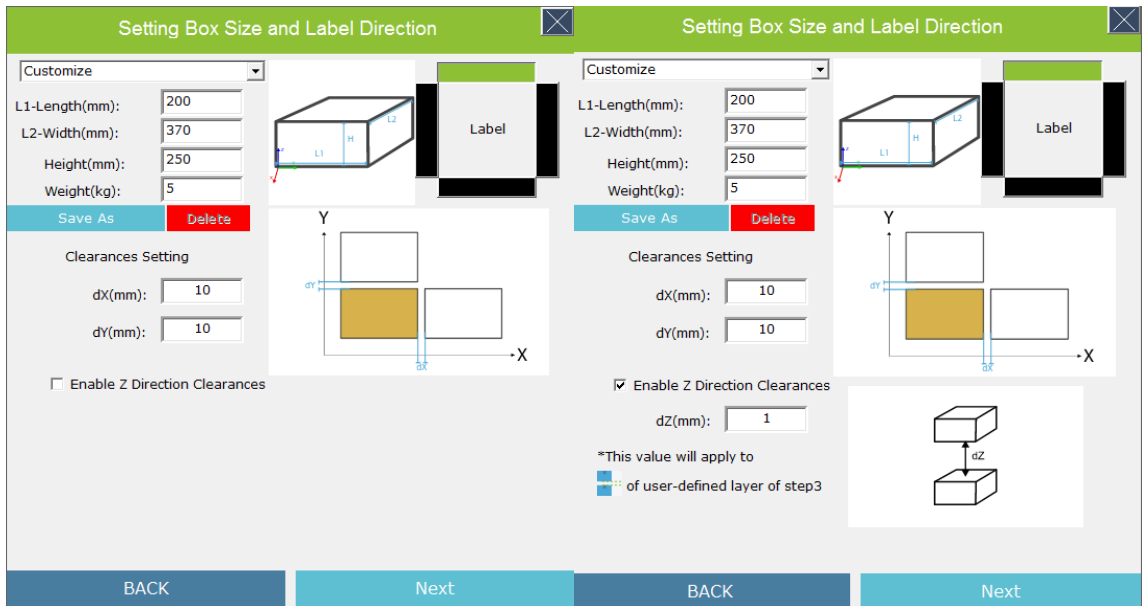 Setting Box Size and Label Direction
Customize
L1-Length(mm): 200
L2-Width(mm): 370
Height(mm): 250
Weight(kg): 5
Save As Delete
L1
L2
H
z
Label
Clearances Setting
dX(mm): 10
dY(mm): 10
Y
dY
dX
X
Enable Z Direction Clearances
BACK Next
Setting Box Size and Label Direction
Customize
L1-Length(mm): 200
L2-Width(mm): 370
Height(mm): 250
Weight(kg): 5
Save As Delete
L1
L2
H
z
Label
Clearances Setting
dX(mm): 10
dY(mm): 10
Y
dY
dX
X
Enable Z Direction Clearances
dZ(mm): 1
*This value will apply to
of user-defined layer of step3
dZ
BACK Next